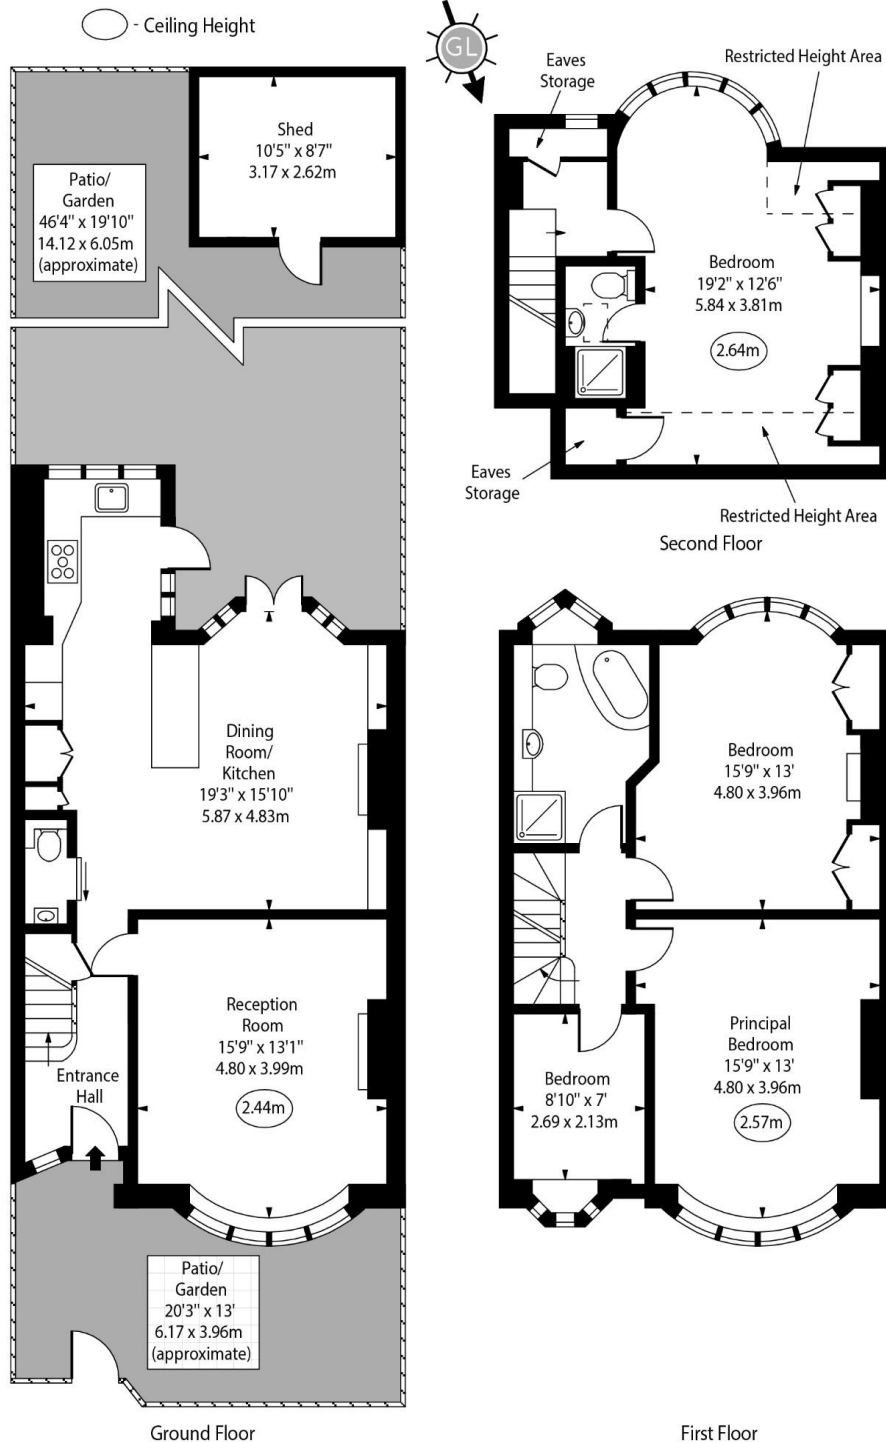 - Ceiling Height
GL
Shed
10'5" x 8'7"
3.17 x 2.62m
Patio/
Garden
46'4" x 19'10"
14.12 x 6.05m
(approximate)
Dining
Room/
Kitchen
19'3" x 15'10"
5.87 x 4.83m
Reception
Room
15'9" x 13'1"
4.80 x 3.99m
2.44m
Entrance
Hall
Patio/
Garden
20'3" x 13'
6.17 x 3.96m
(approximate)
Ground Floor
Eaves
Storage
Restricted Height Area
Bedroom
19'2" x 12'6"
5.84 x 3.81m
2.64m
Eaves
Storage
Restricted Height Area
Second Floor
Bedroom
15'9" x 13'
4.80 x 3.96m
Principal
Bedroom
15'9" x 13'
4.80 x 3.96m
2.57m
Bedroom
8'10" x 7'
2.69 x 2.13m
First Floor